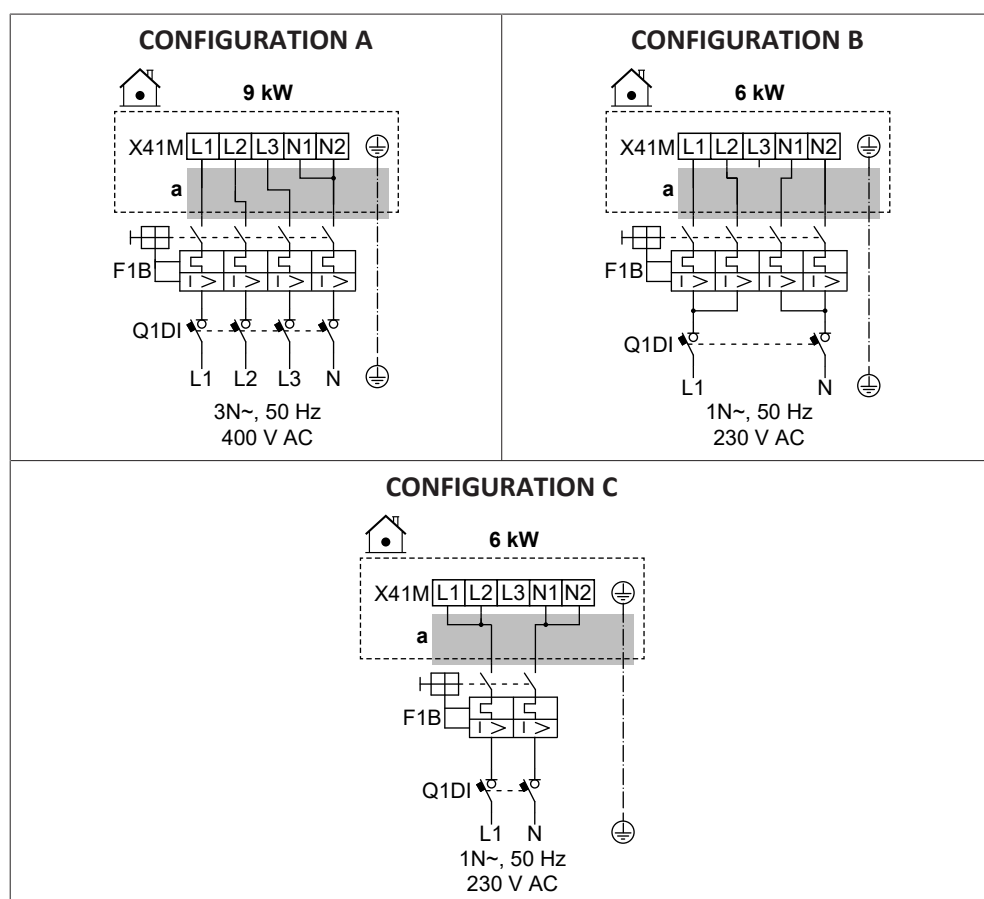 CONFIGURATION A
9 kW
X41M L1 L2 L3 N1 N2
a
F1B
I > I > I > I >
Q1DI
L1 L2 L3 N
3N~, 50 Hz
400 V AC
CONFIGURATION B
6 kW
X41M L1 L2 L3 N1 N2
a
F1B
I > I > I > I >
Q1DI
L1 N
1N~, 50 Hz
230 V AC
CONFIGURATION C
6 kW
X41M L1 L2 L3 N1 N2
a
F1B
I > I >
Q1DI
L1 N
1N~, 50 Hz
230 V AC